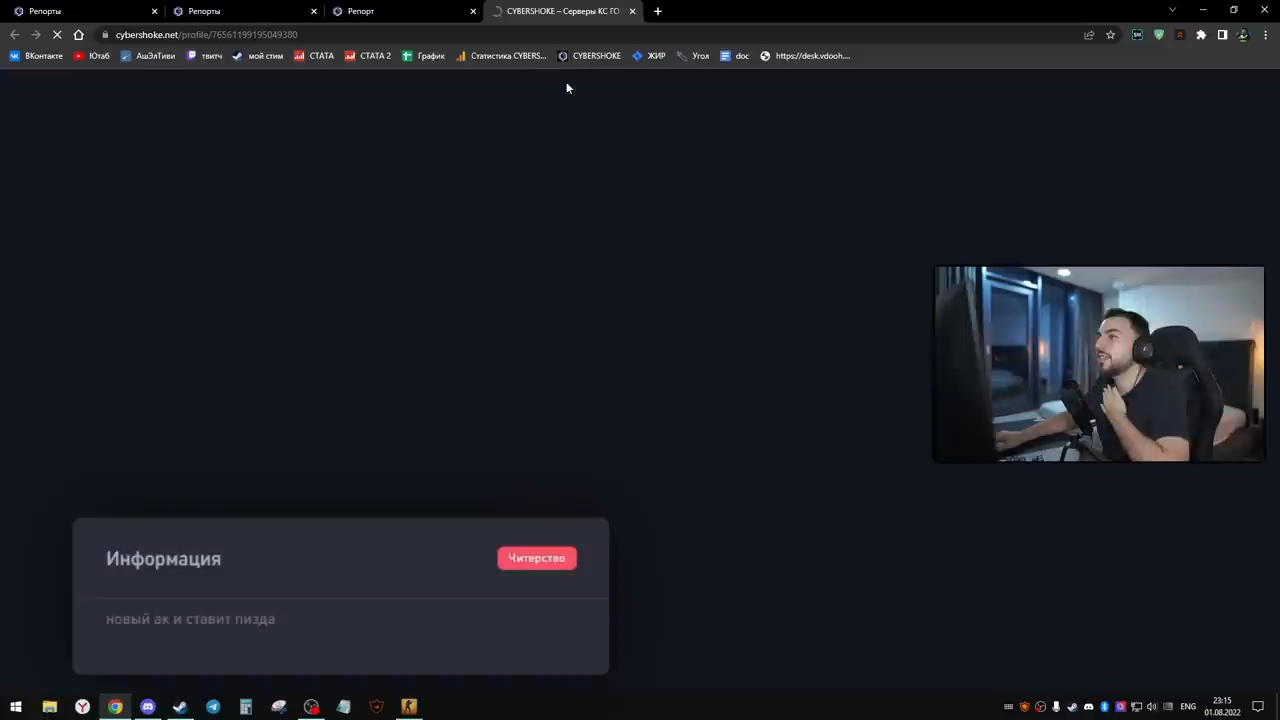 Репорты
Репорты
Репорт
CYBERSHOKE – Серверы КС ГО
cybershoke.net/profile/76561199195049380
ВКонтакте
Ютаб
АшЭлТиви
твитч
мой стим
СТАТА
СТАТА 2
График
Статистика CYBERS...
CYBERSHOKE
ЖИР
Угол
doc
https://desk.vdooh....
Информация
Читерство
новый ак и ставит пизда
ENG
23:15
01.08.2022